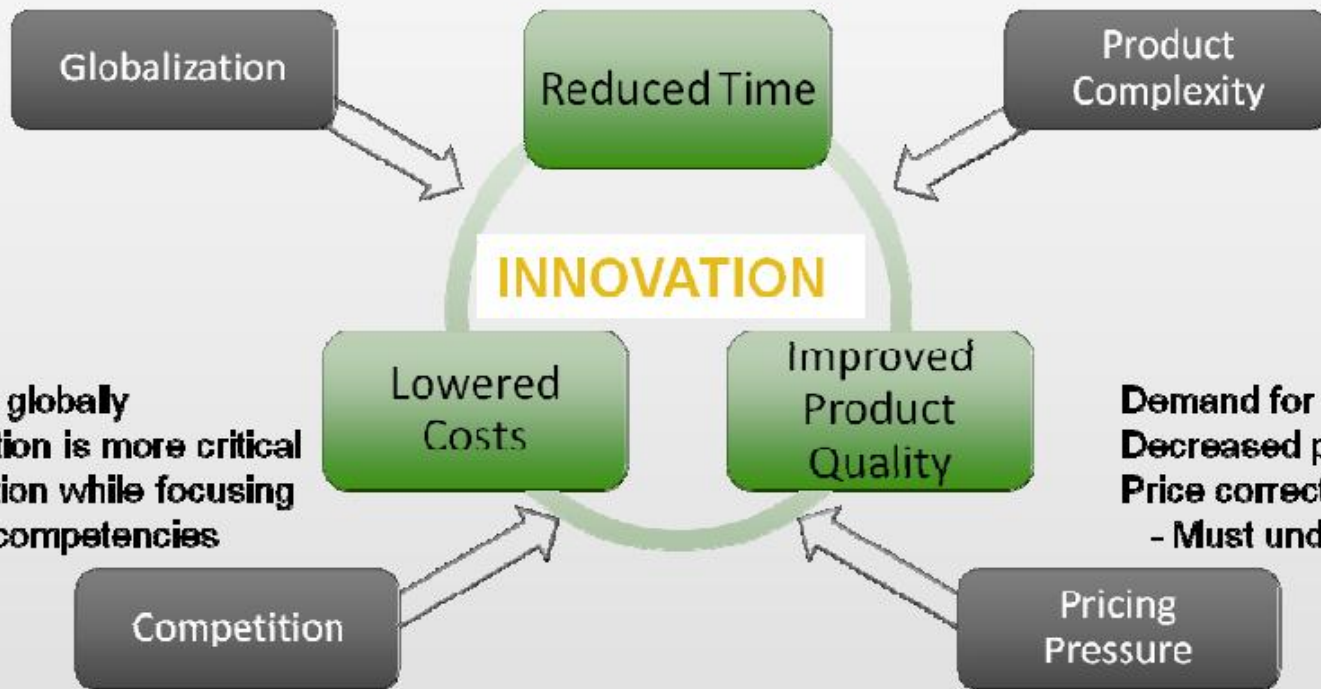 Globalization
Reduced Time
Product
Complexity
INNOVATION
Lowered
Costs
Improved
Product
Quality
globally
tion is more critical
tion while focusing
competencies
Demand for
Decreased p
Price correct
- Must und
Competition
Pricing
Pressure